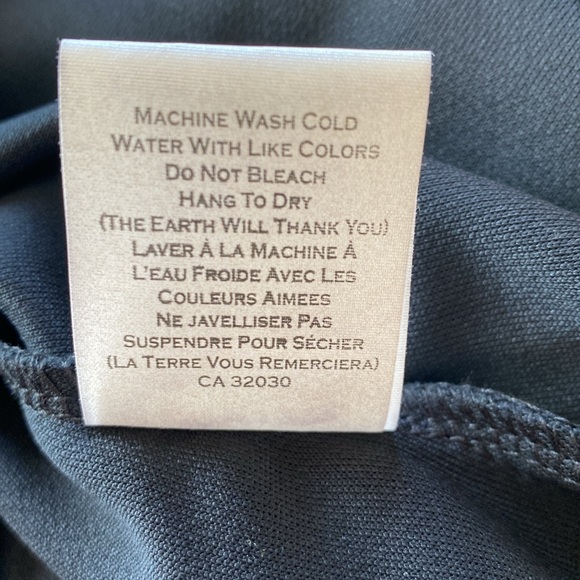 Machine Wash Cold
Water With Like Colors
Do Not Bleach
Hang To Dry
(The Earth Will Thank You)
Laver À La Machine À
L'eau Froide Avec Les
Couleurs Aimees
Ne javelliser Pas
Suspendre Pour Sécher
(La Terre Vous Remerciera)
CA 32030